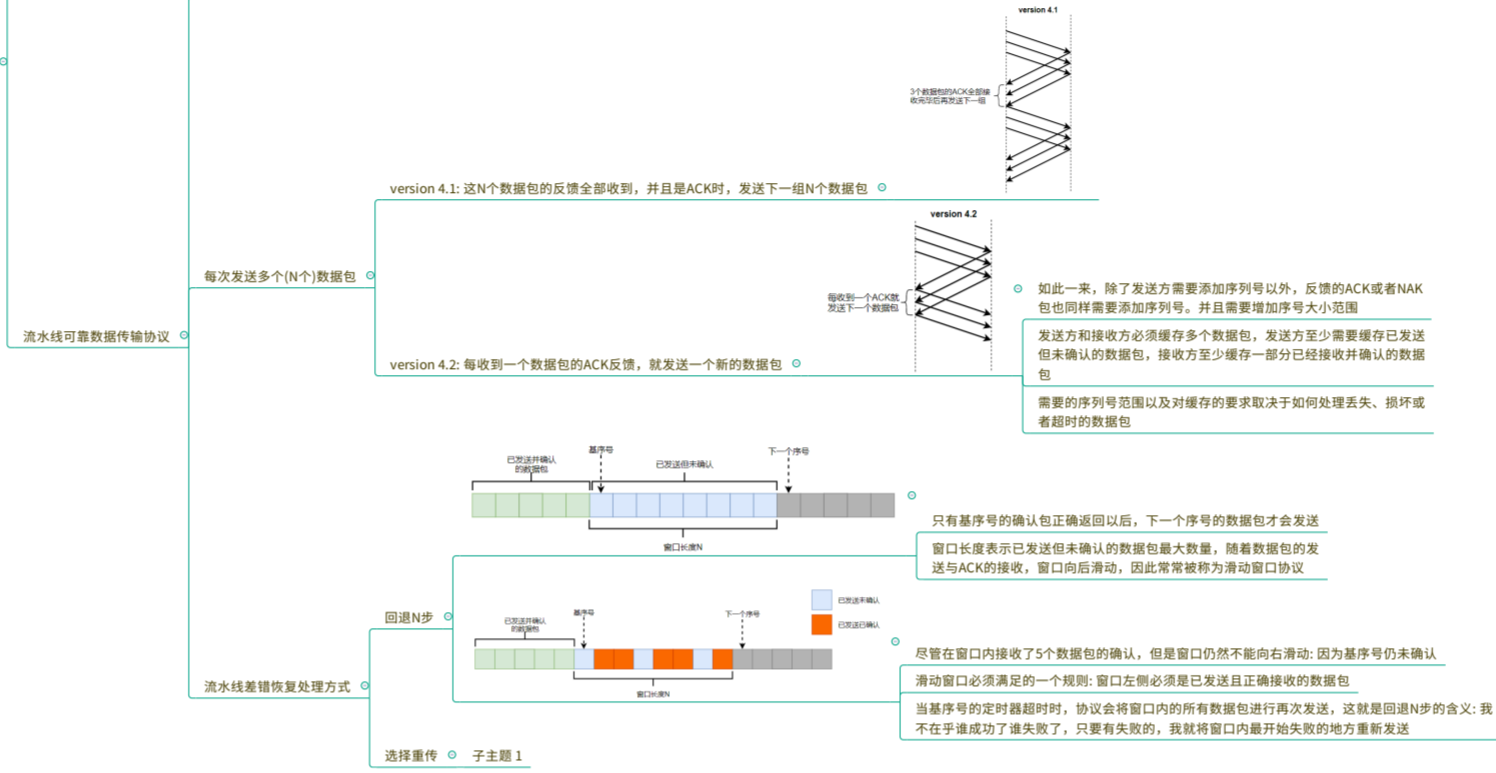 version 4.1
3个数据包的ACK全部接
收完毕后再发送下一组
version 4.1: 这N个数据包的反馈全部收到，并且是ACK时，发送下一组N个数据包
version 4.2
每收到一个ACK就
发送下一个数据包
每次发送多个(N个)数据包
如此一来，除了发送方需要添加序列号以外，反馈的ACK或者NAK
包也同样需要添加序列号。并且需要增加序号大小范围
流水线可靠数据传输协议
发送方和接收方必须缓存多个数据包，发送方至少需要缓存已发送
但未确认的数据包，接收方至少缓存一部分已经接收并确认的数据
包
version 4.2: 每收到一个数据包的ACK反馈，就发送一个新的数据包
需要的序列号范围以及对缓存的要求取决于如何处理丢失、损坏或
者超时的数据包
已发送并确认
的数据包
基序号
已发送但未确认
下一个序号
窗口长度N
只有基序号的确认包正确返回以后，下一个序号的数据包才会发送
窗口长度表示已发送但未确认的数据包最大数量，随着数据包的发
送与ACK的接收，窗口向后滑动，因此常常被称为滑动窗口协议
回退N步
已发送未确认
已发送已确认
已发送并确认
的数据包
基序号
下一个序号
窗口长度N
尽管在窗口内接收了5个数据包的确认，但是窗口仍然不能向右滑动: 因为基序号仍未确认
滑动窗口必须满足的一个规则: 窗口左侧必须是已发送且正确接收的数据包
当基序号的定时器超时时，协议会将窗口内的所有数据包进行再次发送，这就是回退N步的含义: 我
不在乎谁成功了谁失败了，只要有失败的，我就将窗口内最开始失败的地方重新发送
流水线差错恢复处理方式
选择重传
子主题 1